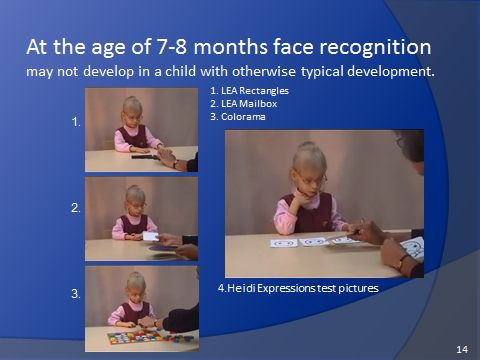 At the age of 7-8 months face recognition
may not develop in a child with otherwise typical development.
1. LEA Rectangles
2. LEA Mailbox
3. Colorama
1.
2.
3.
4.Heidi Expressions test pictures
14